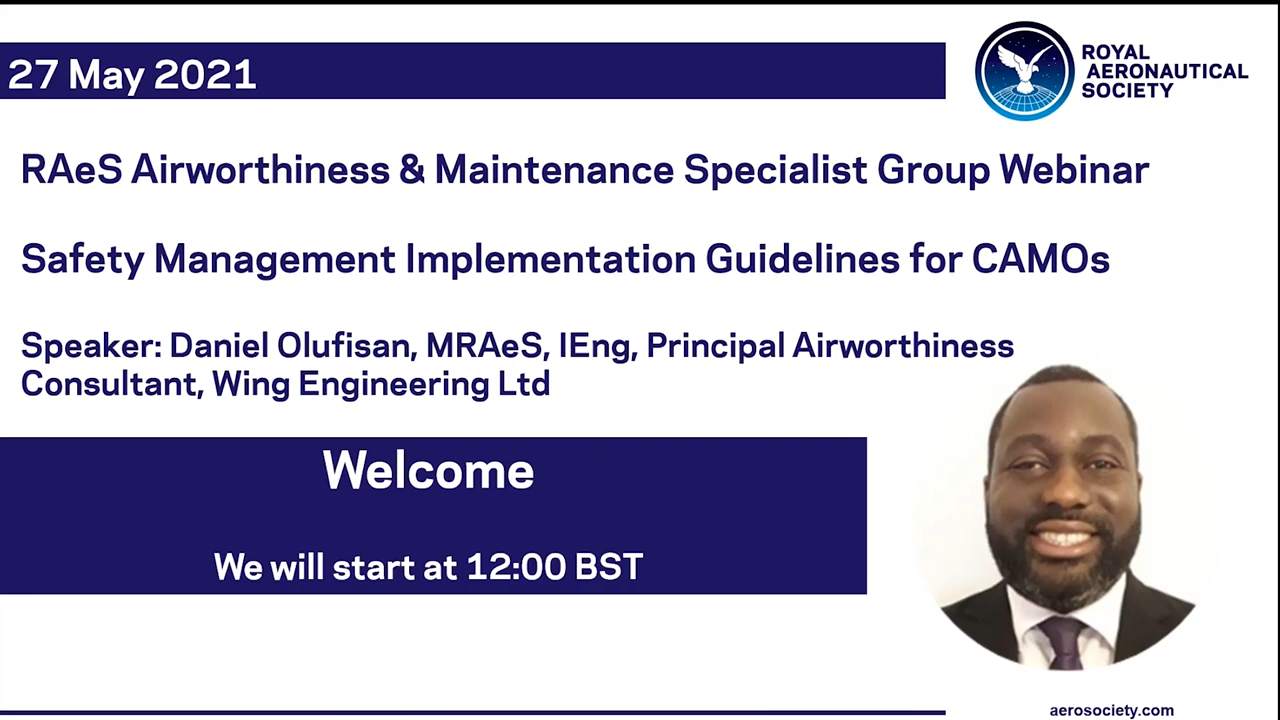 27 May 2021
ROYAL
AERONAUTICAL
SOCIETY
RAeS Airworthiness & Maintenance Specialist Group Webinar
Safety Management Implementation Guidelines for CAMOs
Speaker: Daniel Olufisan, MRAeS, IEng, Principal Airworthiness
Consultant, Wing Engineering Ltd
Welcome
We will start at 12:00 BST
aerosociety.com